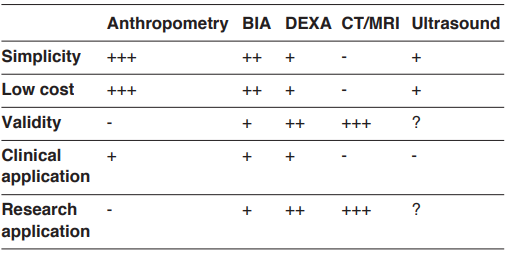 Anthropometry BIA DEXA CT/MRI Ultrasound
Simplicity +++ ++ + - +
Low cost +++ ++ + - +
Validity - + ++ +++ ?
Clinical + + + - -
application
Research - + ++ +++ ?
application